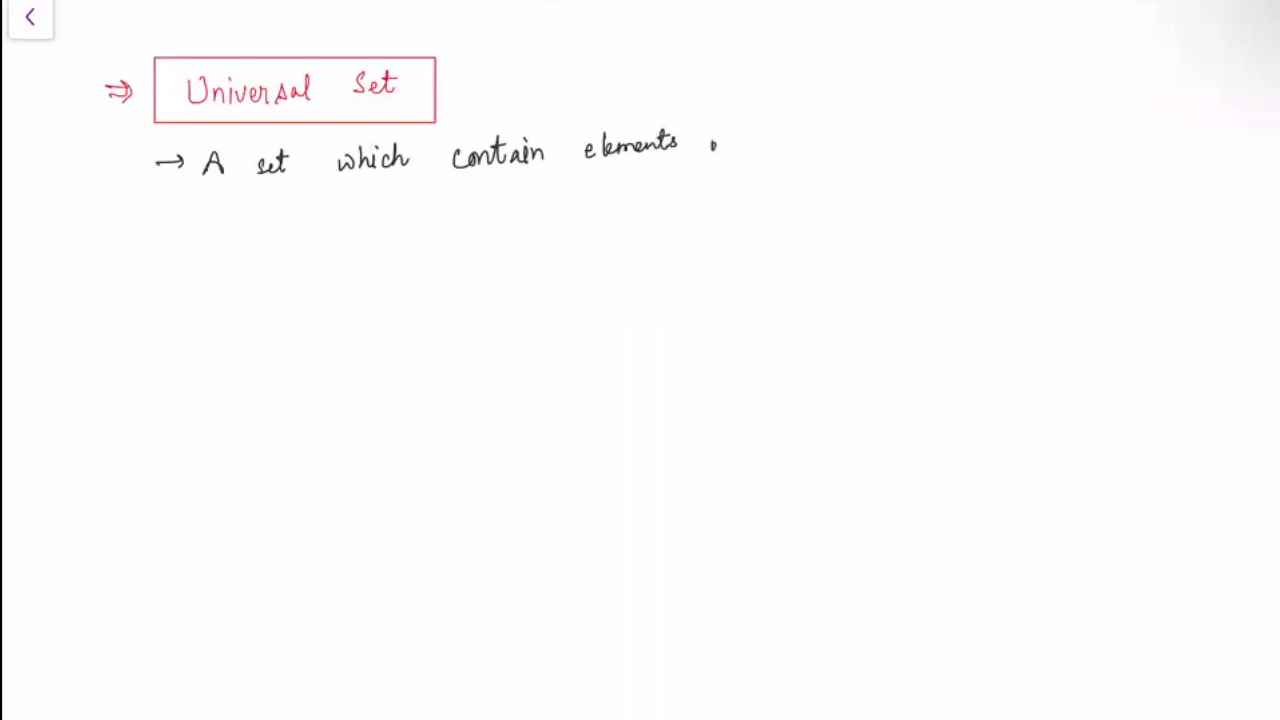 ⇒ Universal Set
→ A set which contain elements